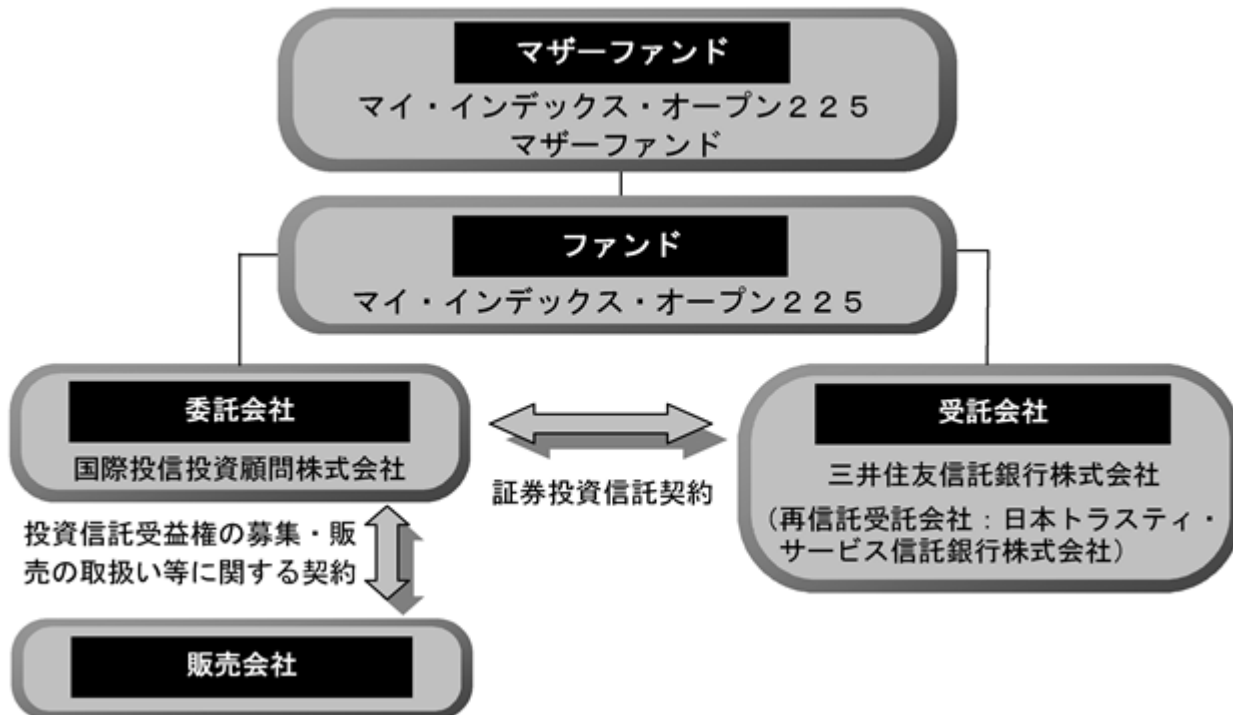 マザーファンド
マイ・インデックス・オープン２２５
マザーファンド
ファンド
マイ・インデックス・オープン２２５
委託会社
国際投信投資顧問株式会社
証券投資信託契約
受託会社
三井住友信託銀行株式会社
（再信託受託会社：日本トラスティ・
サービス信託銀行株式会社）
投資信託受益権の募集・販
売の取扱い等に関する契約
販売会社